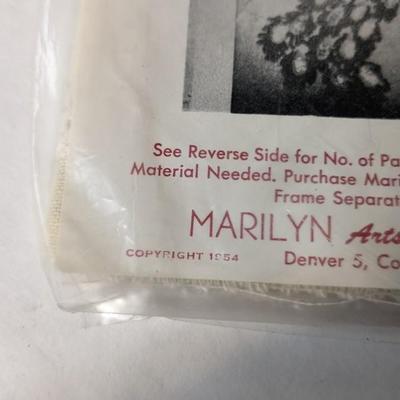 See Reverse Side for No. of Pa
Material Needed. Purchase Mari
Frame Separat
MARILYN Arts
COPYRIGHT 1954 Denver 5, Co